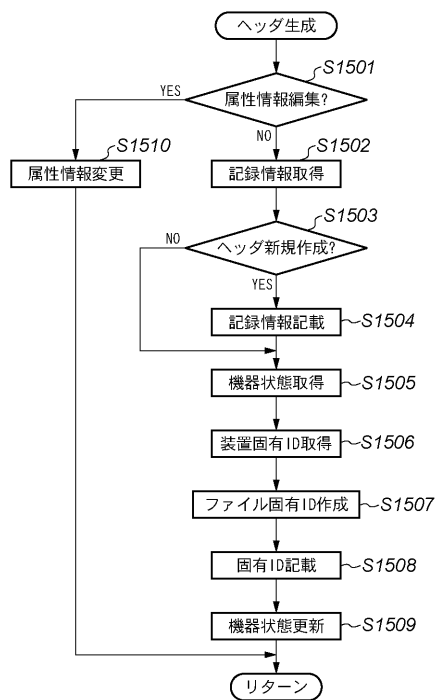 ヘッダ生成
S1501
属性情報編集?
YES
NO
S1510
属性情報変更
S1502
記録情報取得
S1503
ヘッダ新規作成?
NO
YES
記録情報記載
S1504
機器状態取得
S1505
装置固有ID取得
S1506
ファイル固有ID作成
S1507
固有ID記載
S1508
機器状態更新
S1509
リターン